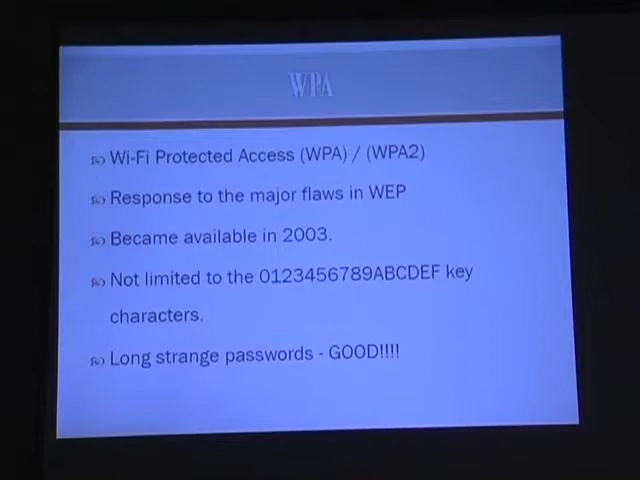 WPA
Wi-Fi Protected Access (WPA) / (WPA2)
Response to the major flaws in WEP
Became available in 2003.
Not limited to the 0123456789ABCDEF key
characters.
Long strange passwords - GOOD!!!!